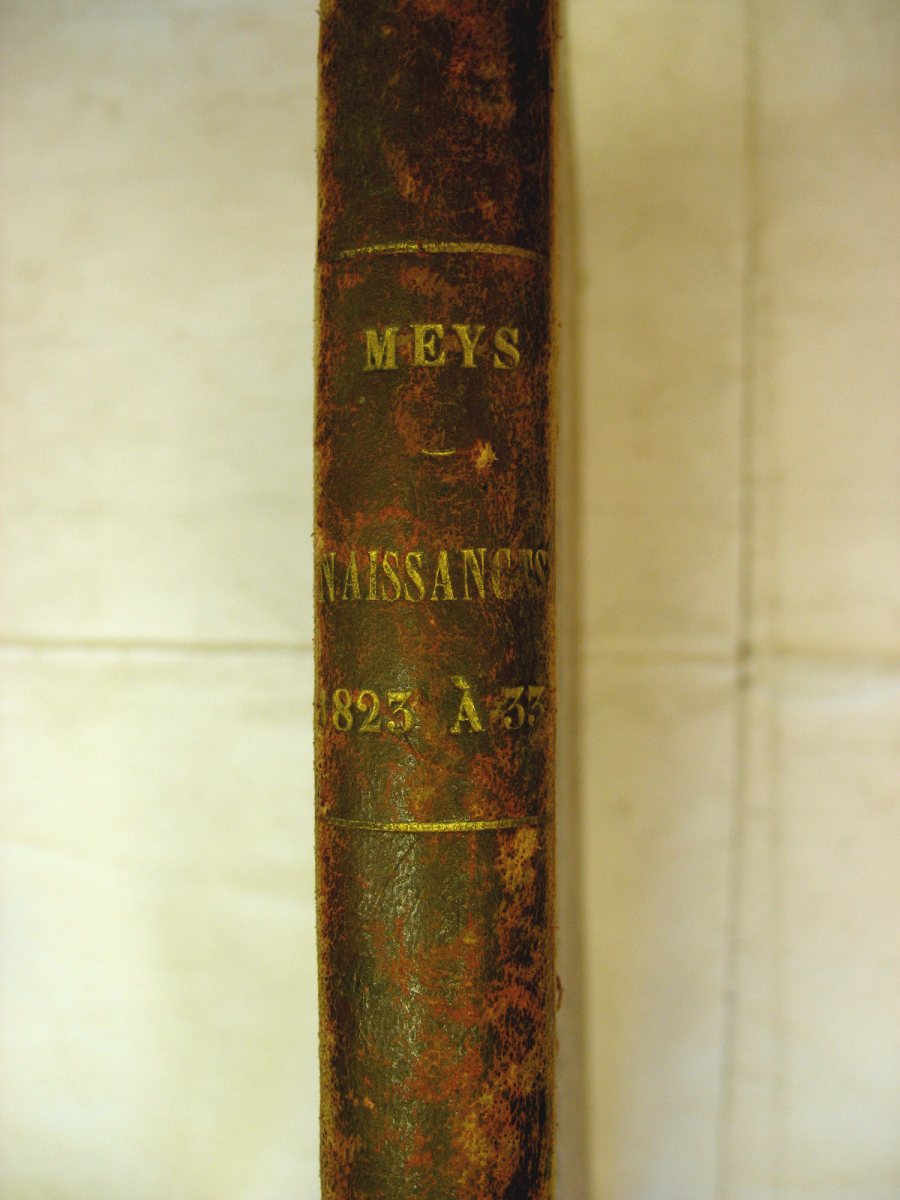 MEYS
NAISSANCES
1823 À 33